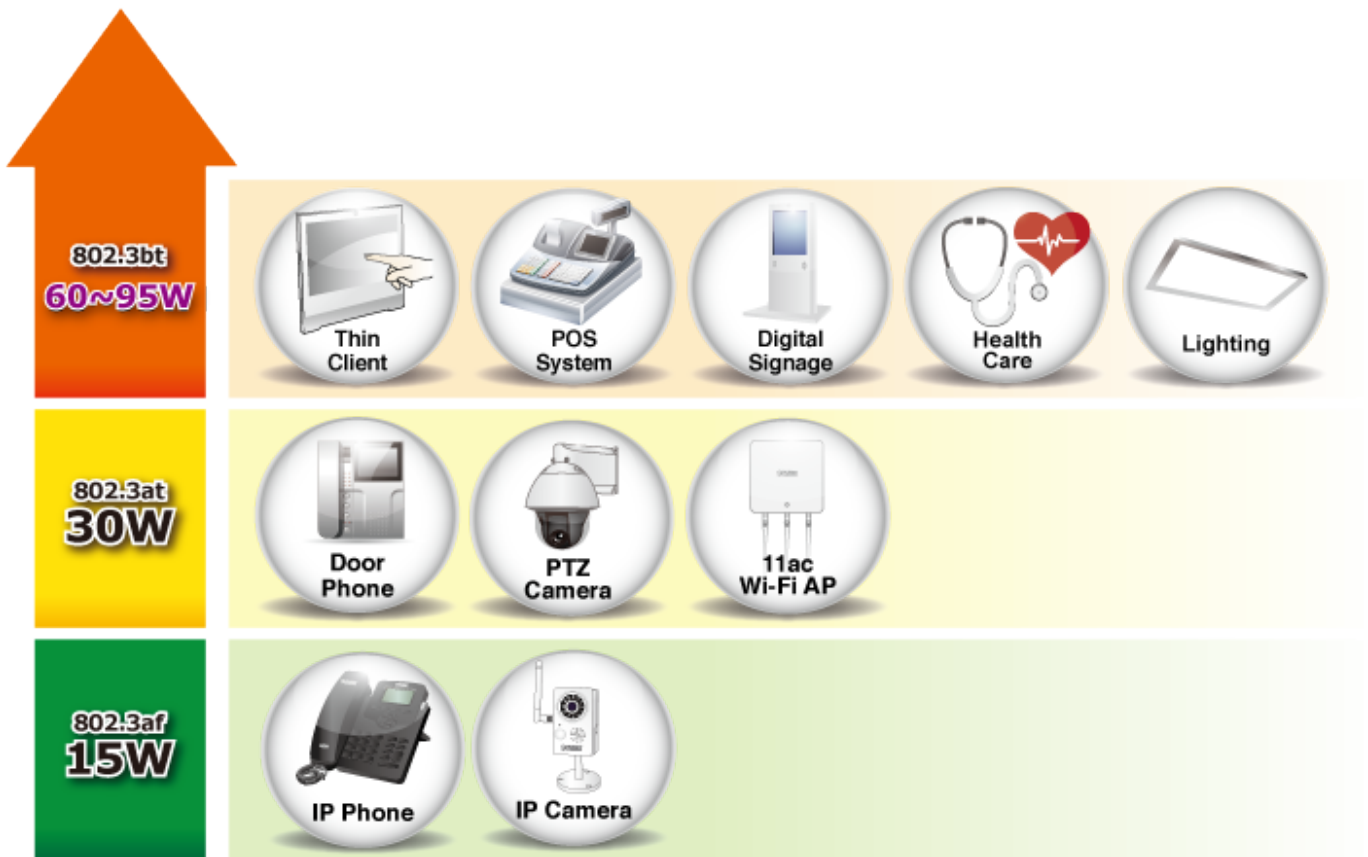 802.3bt
60~95W
Thin
Client
POS
System
Digital
Signage
Health
Care
Lighting
802.3at
30W
Door
Phone
PTZ
Camera
11ac
Wi-Fi AP
802.3af
15W
IP Phone
IP Camera